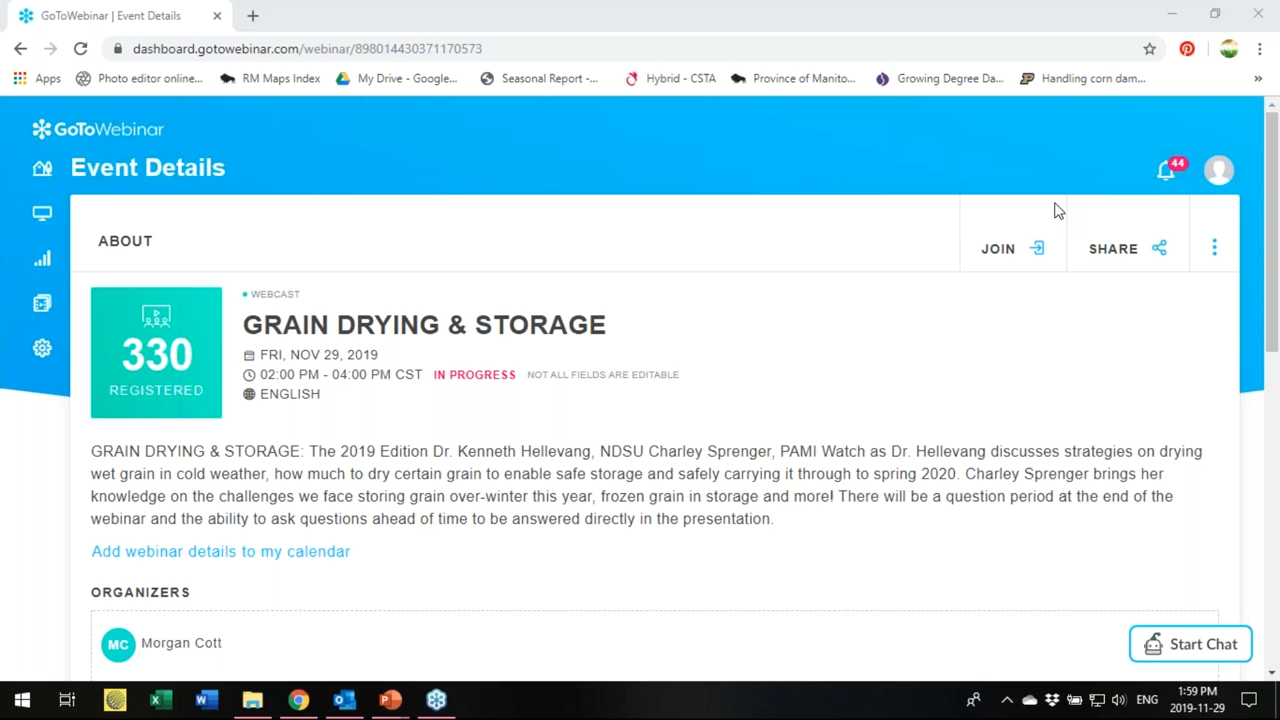 GoToWebinar | Event Details
dashboard.gotowebinar.com/webinar/898014430371170573
Apps Photo editor online... RM Maps Index My Drive - Google... Seasonal Report -... Hybrid - CSTA Province of Manito... Growing Degree Da... Handling corn dam... »
GoToWebinar
Event Details
44
ABOUT
JOIN
SHARE
330
REGISTERED
WEBCAST
GRAIN DRYING & STORAGE
FRI, NOV 29, 2019
02:00 PM - 04:00 PM CST IN PROGRESS NOT ALL FIELDS ARE EDITABLE
ENGLISH
GRAIN DRYING & STORAGE: The 2019 Edition Dr. Kenneth Hellevang, NDSU Charley Sprenger, PAMI Watch as Dr. Hellevang discusses strategies on drying
wet grain in cold weather, how much to dry certain grain to enable safe storage and safely carrying it through to spring 2020. Charley Sprenger brings her
knowledge on the challenges we face storing grain over-winter this year, frozen grain in storage and more! There will be a question period at the end of the
webinar and the ability to ask questions ahead of time to be answered directly in the presentation.
Add webinar details to my calendar
ORGANIZERS
MC Morgan Cott
Start Chat
ENG
1:59 PM
2019-11-29